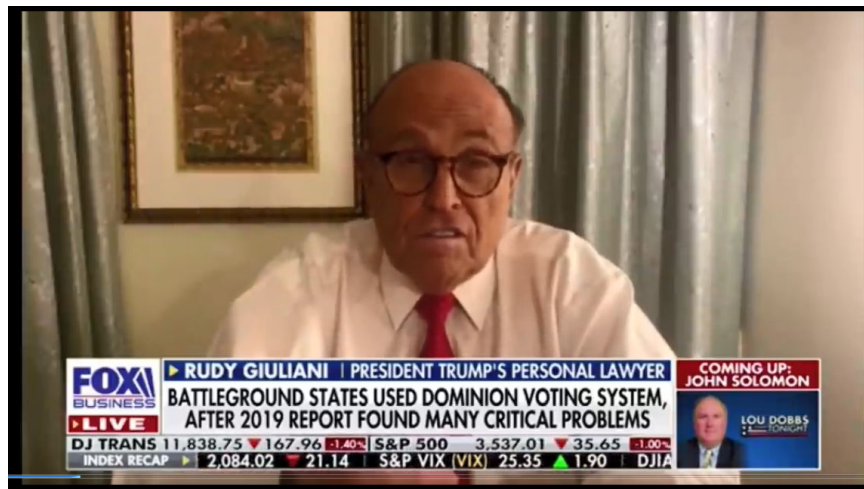 RUDY GIULIANI | PRESIDENT TRUMP'S PERSONAL LAWYER
COMING UP:
JOHN SOLOMON
FOX
BUSINESS
BATTLEGROUND STATES USED DOMINION VOTING SYSTEM,
AFTER 2019 REPORT FOUND MANY CRITICAL PROBLEMS
LIVE
LOU DOBBS
TONIGHT
DJ TRANS 11,838.75 ▼ 167.96 -1.40% S&P 500 3,537.01 ▼ 35.65 -1.00%
INDEX RECAP 2,084.02 ▼ 21.14 S&P VIX (VIX) 25.35 ▲ 1.90 DJIA